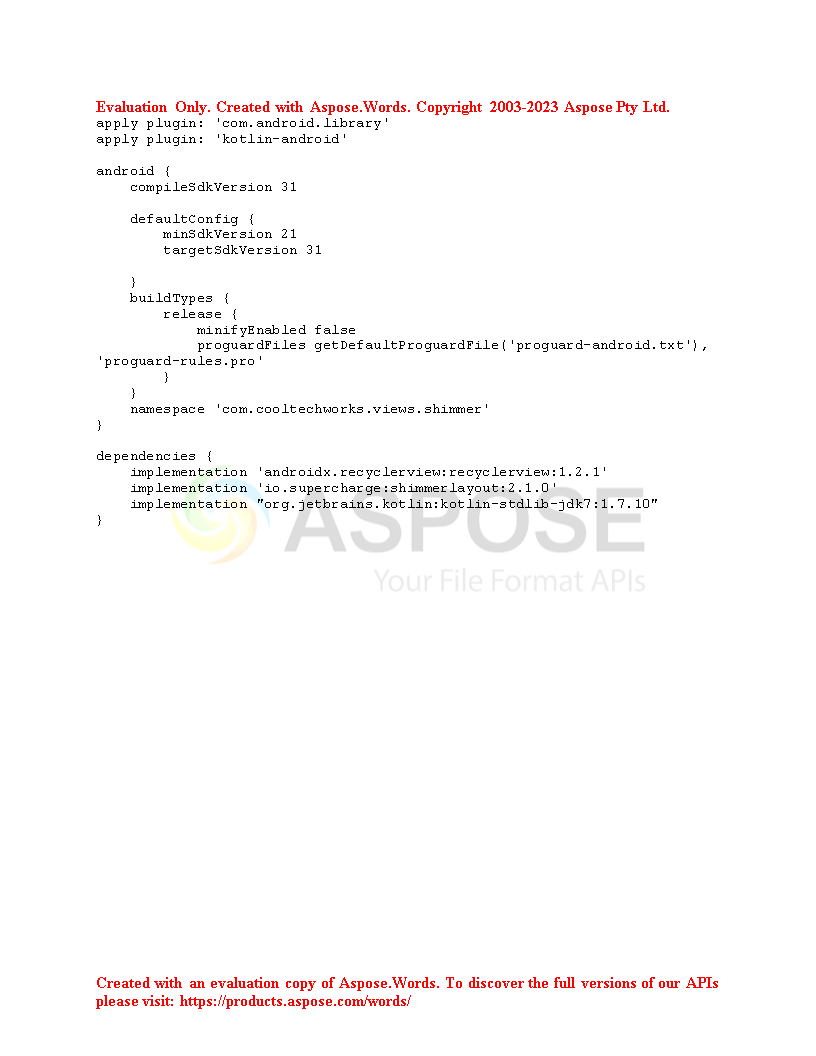 Evaluation Only. Created with Aspose.Words. Copyright 2003-2023 Aspose Pty Ltd.
apply plugin: 'com.android.library'
apply plugin: 'kotlin-android'

android {
    compileSdkVersion 31

    defaultConfig {
        minSdkVersion 21
        targetSdkVersion 31

    }
    buildTypes {
        release {
            minifyEnabled false
            proguardFiles getDefaultProguardFile('proguard-android.txt'),
'proguard-rules.pro'
        }
    }
    namespace 'com.cooltechworks.views.shimmer'
}

dependencies {
    implementation 'androidx.recyclerview:recyclerview:1.2.1'
    implementation 'io.supercharge:shimmerlayout:2.1.0'
    implementation "org.jetbrains.kotlin:kotlin-stdlib-jdk7:1.7.10"
}
ASPOSE
Your File Format APIs
Created with an evaluation copy of Aspose.Words. To discover the full versions of our APIs
please visit: https://products.aspose.com/words/